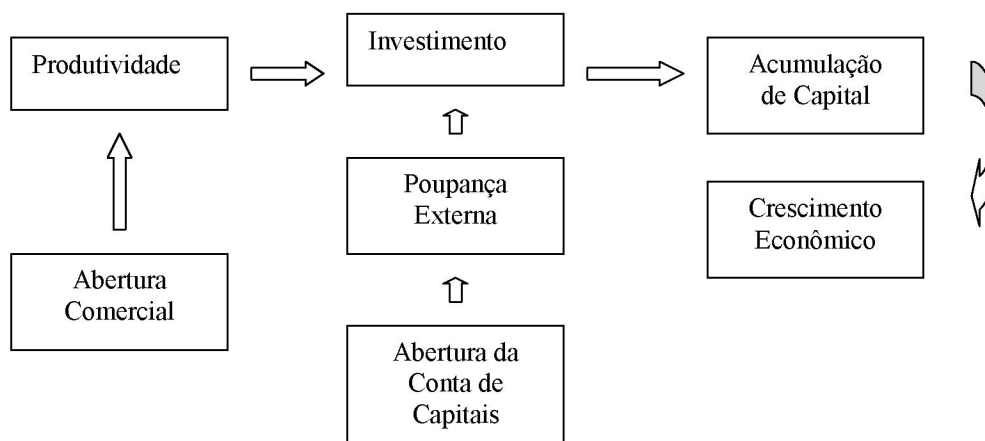 Produtividade
Investimento
Acumulação
de Capital
Poupança
Externa
Crescimento
Econômico
Abertura
Comercial
Abertura da
Conta de
Capitais